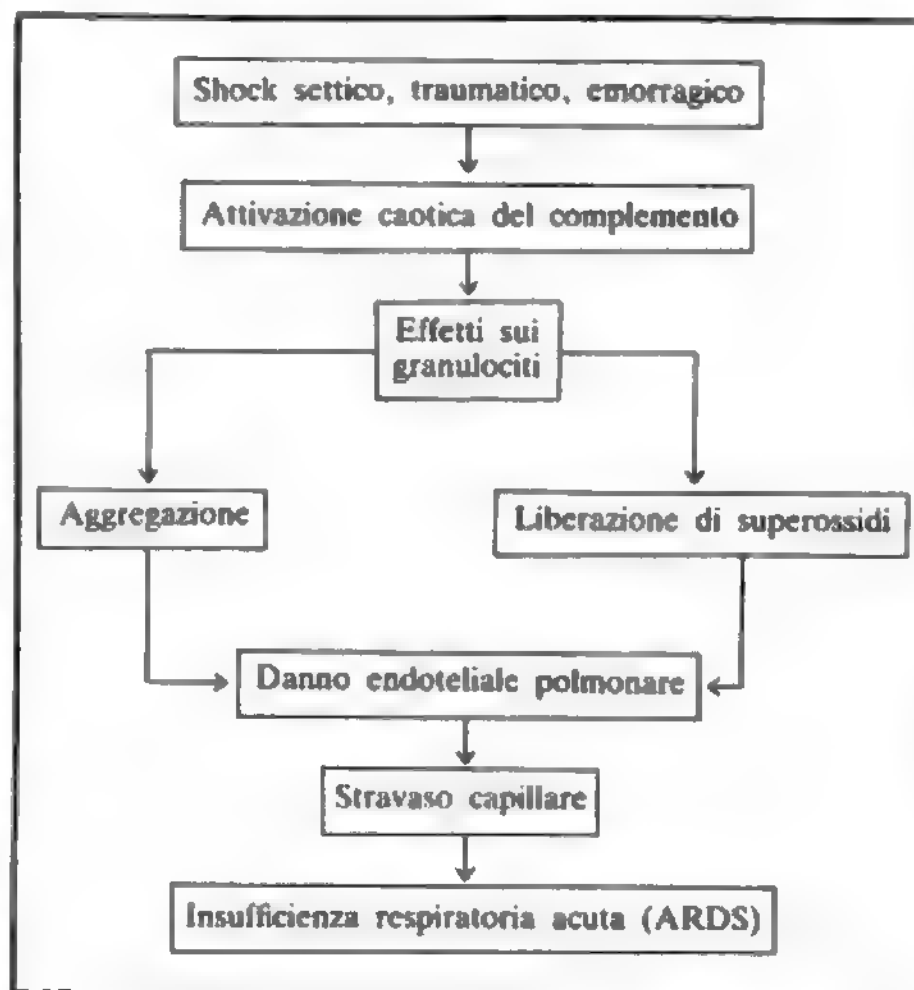 Shock settico, traumatico, emorragico
Attivazione caotica del complemento
Effetti sui
granulociti
Aggregazione
Liberazione di superossidi
Danno endoteliale polmonare
Stravaso capillare
Insufficienza respiratoria acuta (ARDS)